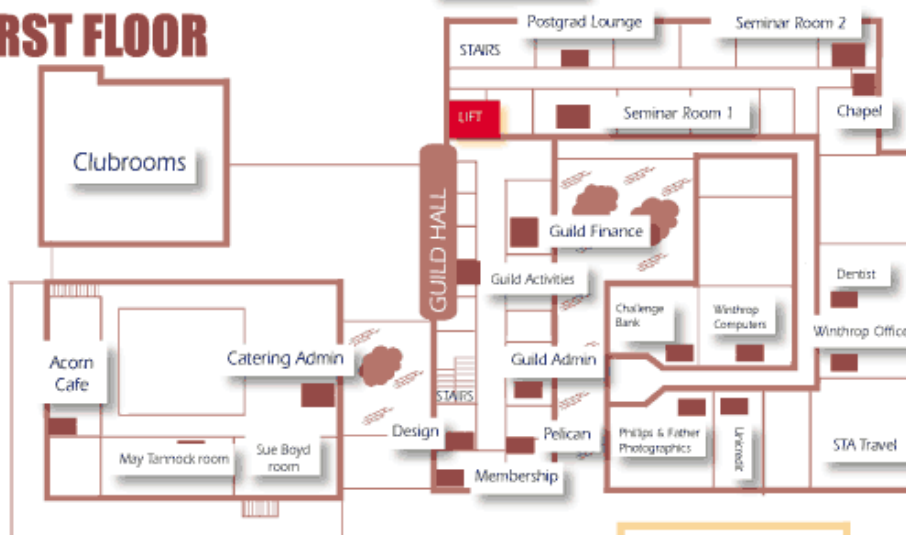 RST FLOOR
Postgrad Lounge
Seminar Room 2
STAIRS
LIFT
Seminar Room 1
Chapel
Clubrooms
GUILD HALL
Guild Finance
Guild Activities
Dentist
Challenge
Bank
Winthrop
Computers
Winthrop Office
Acorn
Cafe
Catering Admin
Guild Admin
STAIRS
Design
Pelican
Philips & Father
Photographics
Unicredit
STA Travel
May Tannock room
Sue Boyd
room
Membership